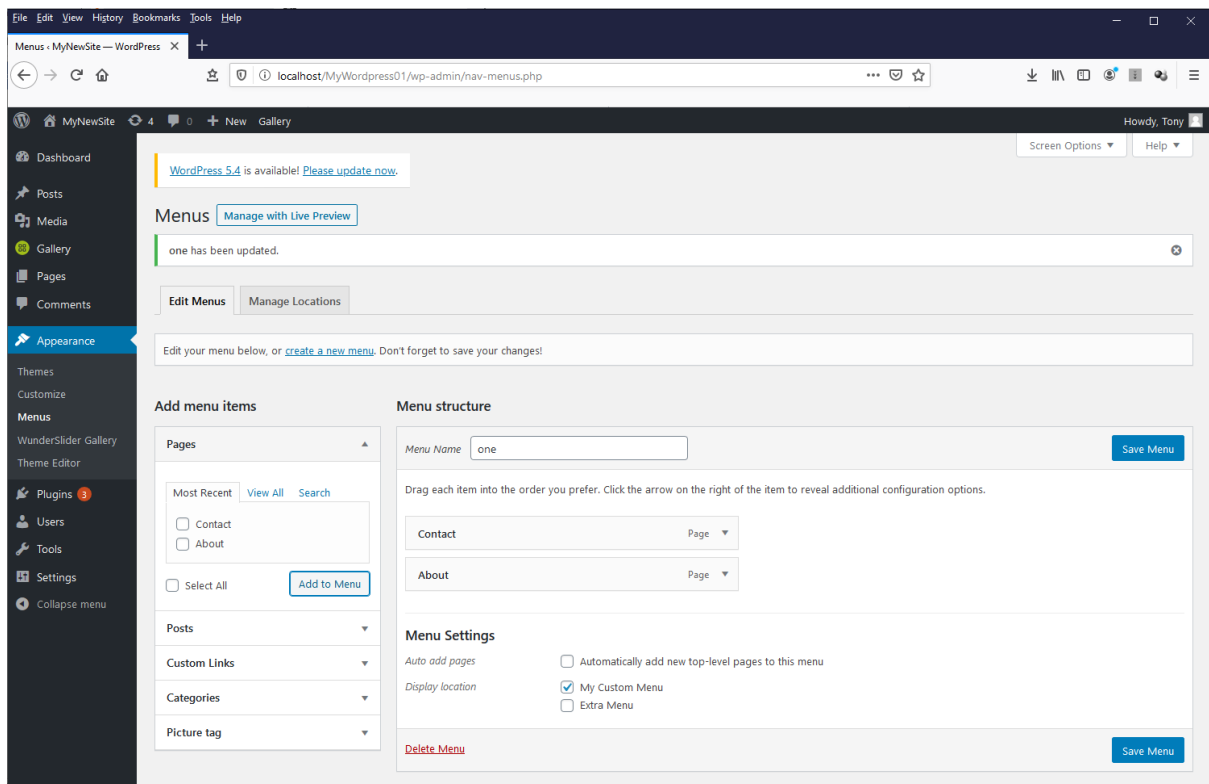 File Edit View History Bookmarks Tools Help
Menus ‹ MyNewSite — WordPress
localhost/MyWordpress01/wp-admin/nav-menus.php
MyNewSite 4 0 + New Gallery
Howdy, Tony
Dashboard
Posts
Media
Gallery
Pages
Comments
Appearance
Themes
Customize
Menus
WunderSlider Gallery
Theme Editor
Plugins 3
Users
Tools
Settings
Collapse menu
Screen Options Help
WordPress 5.4 is available! Please update now.
Menus Manage with Live Preview
one has been updated.
Edit Menus Manage Locations
Edit your menu below, or create a new menu. Don't forget to save your changes!
Add menu items
Pages
Most Recent View All Search
Contact
About
Select All Add to Menu
Posts
Custom Links
Categories
Picture tag
Menu structure
Menu Name one Save Menu
Drag each item into the order you prefer. Click the arrow on the right of the item to reveal additional configuration options.
Contact Page
About Page
Menu Settings
Auto add pages Automatically add new top-level pages to this menu
Display location My Custom Menu
Extra Menu
Delete Menu Save Menu